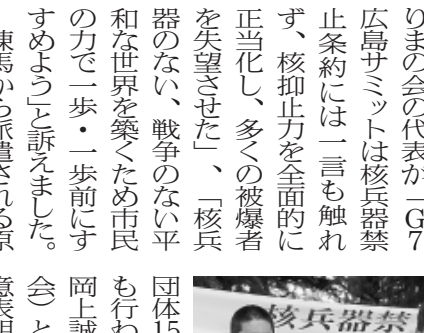 りまの会の代表が「G7
広島サミットは核兵器禁
止条約には一言も触れ
ず、核抑止力を全面的に
正当化し、多くの被爆者
を失望させた」、「核兵
器のない、戦争のない平
和な世界を築くため市民
の力で一歩・一歩前にす
すめよう」と訴えました。
練馬から派遣される原
団体15
も行わ
岡上誠
会）と
意表明
核兵器禁